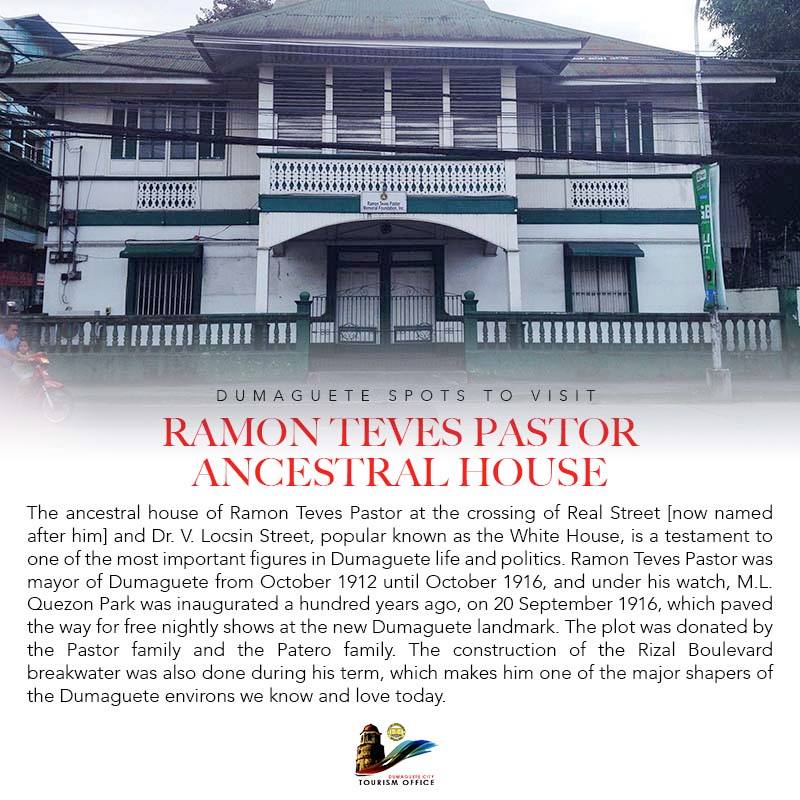 Ramon Teves Pastor
Memorial Foundation, Inc.
DUMAGUETE SPOTS TO VISIT
RAMON TEVES PASTOR
ANCESTRAL HOUSE
The ancestral house of Ramon Teves Pastor at the crossing of Real Street [now named
after him] and Dr. V. Locsin Street, popular known as the White House, is a testament to
one of the most important figures in Dumaguete life and politics. Ramon Teves Pastor was
mayor of Dumaguete from October 1912 until October 1916, and under his watch, M.L.
Quezon Park was inaugurated a hundred years ago, on 20 September 1916, which paved
the way for free nightly shows at the new Dumaguete landmark. The plot was donated by
the Pastor family and the Patero family. The construction of the Rizal Boulevard
breakwater was also done during his term, which makes him one of the major shapers of
the Dumaguete environs we know and love today.
DUMAGUETE CITY
TOURISM OFFICE